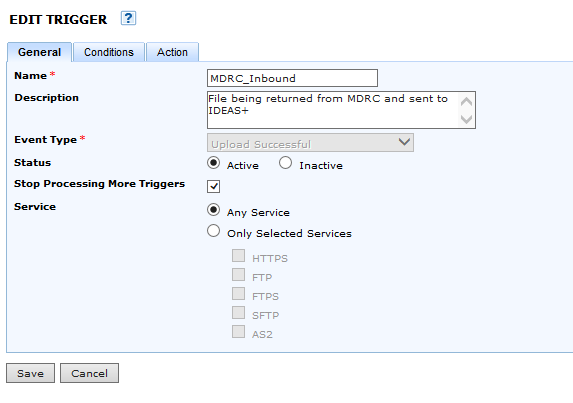 EDIT TRIGGER ?
General Conditions Action
Name *
MDRC_Inbound
Description
File being returned from MDRC and sent to
IDEAS+
Event Type *
Upload Successful
Status
Active Inactive
Stop Processing More Triggers
Service
Any Service
Only Selected Services
HTTPS
FTP
FTPS
SFTP
AS2
Save Cancel